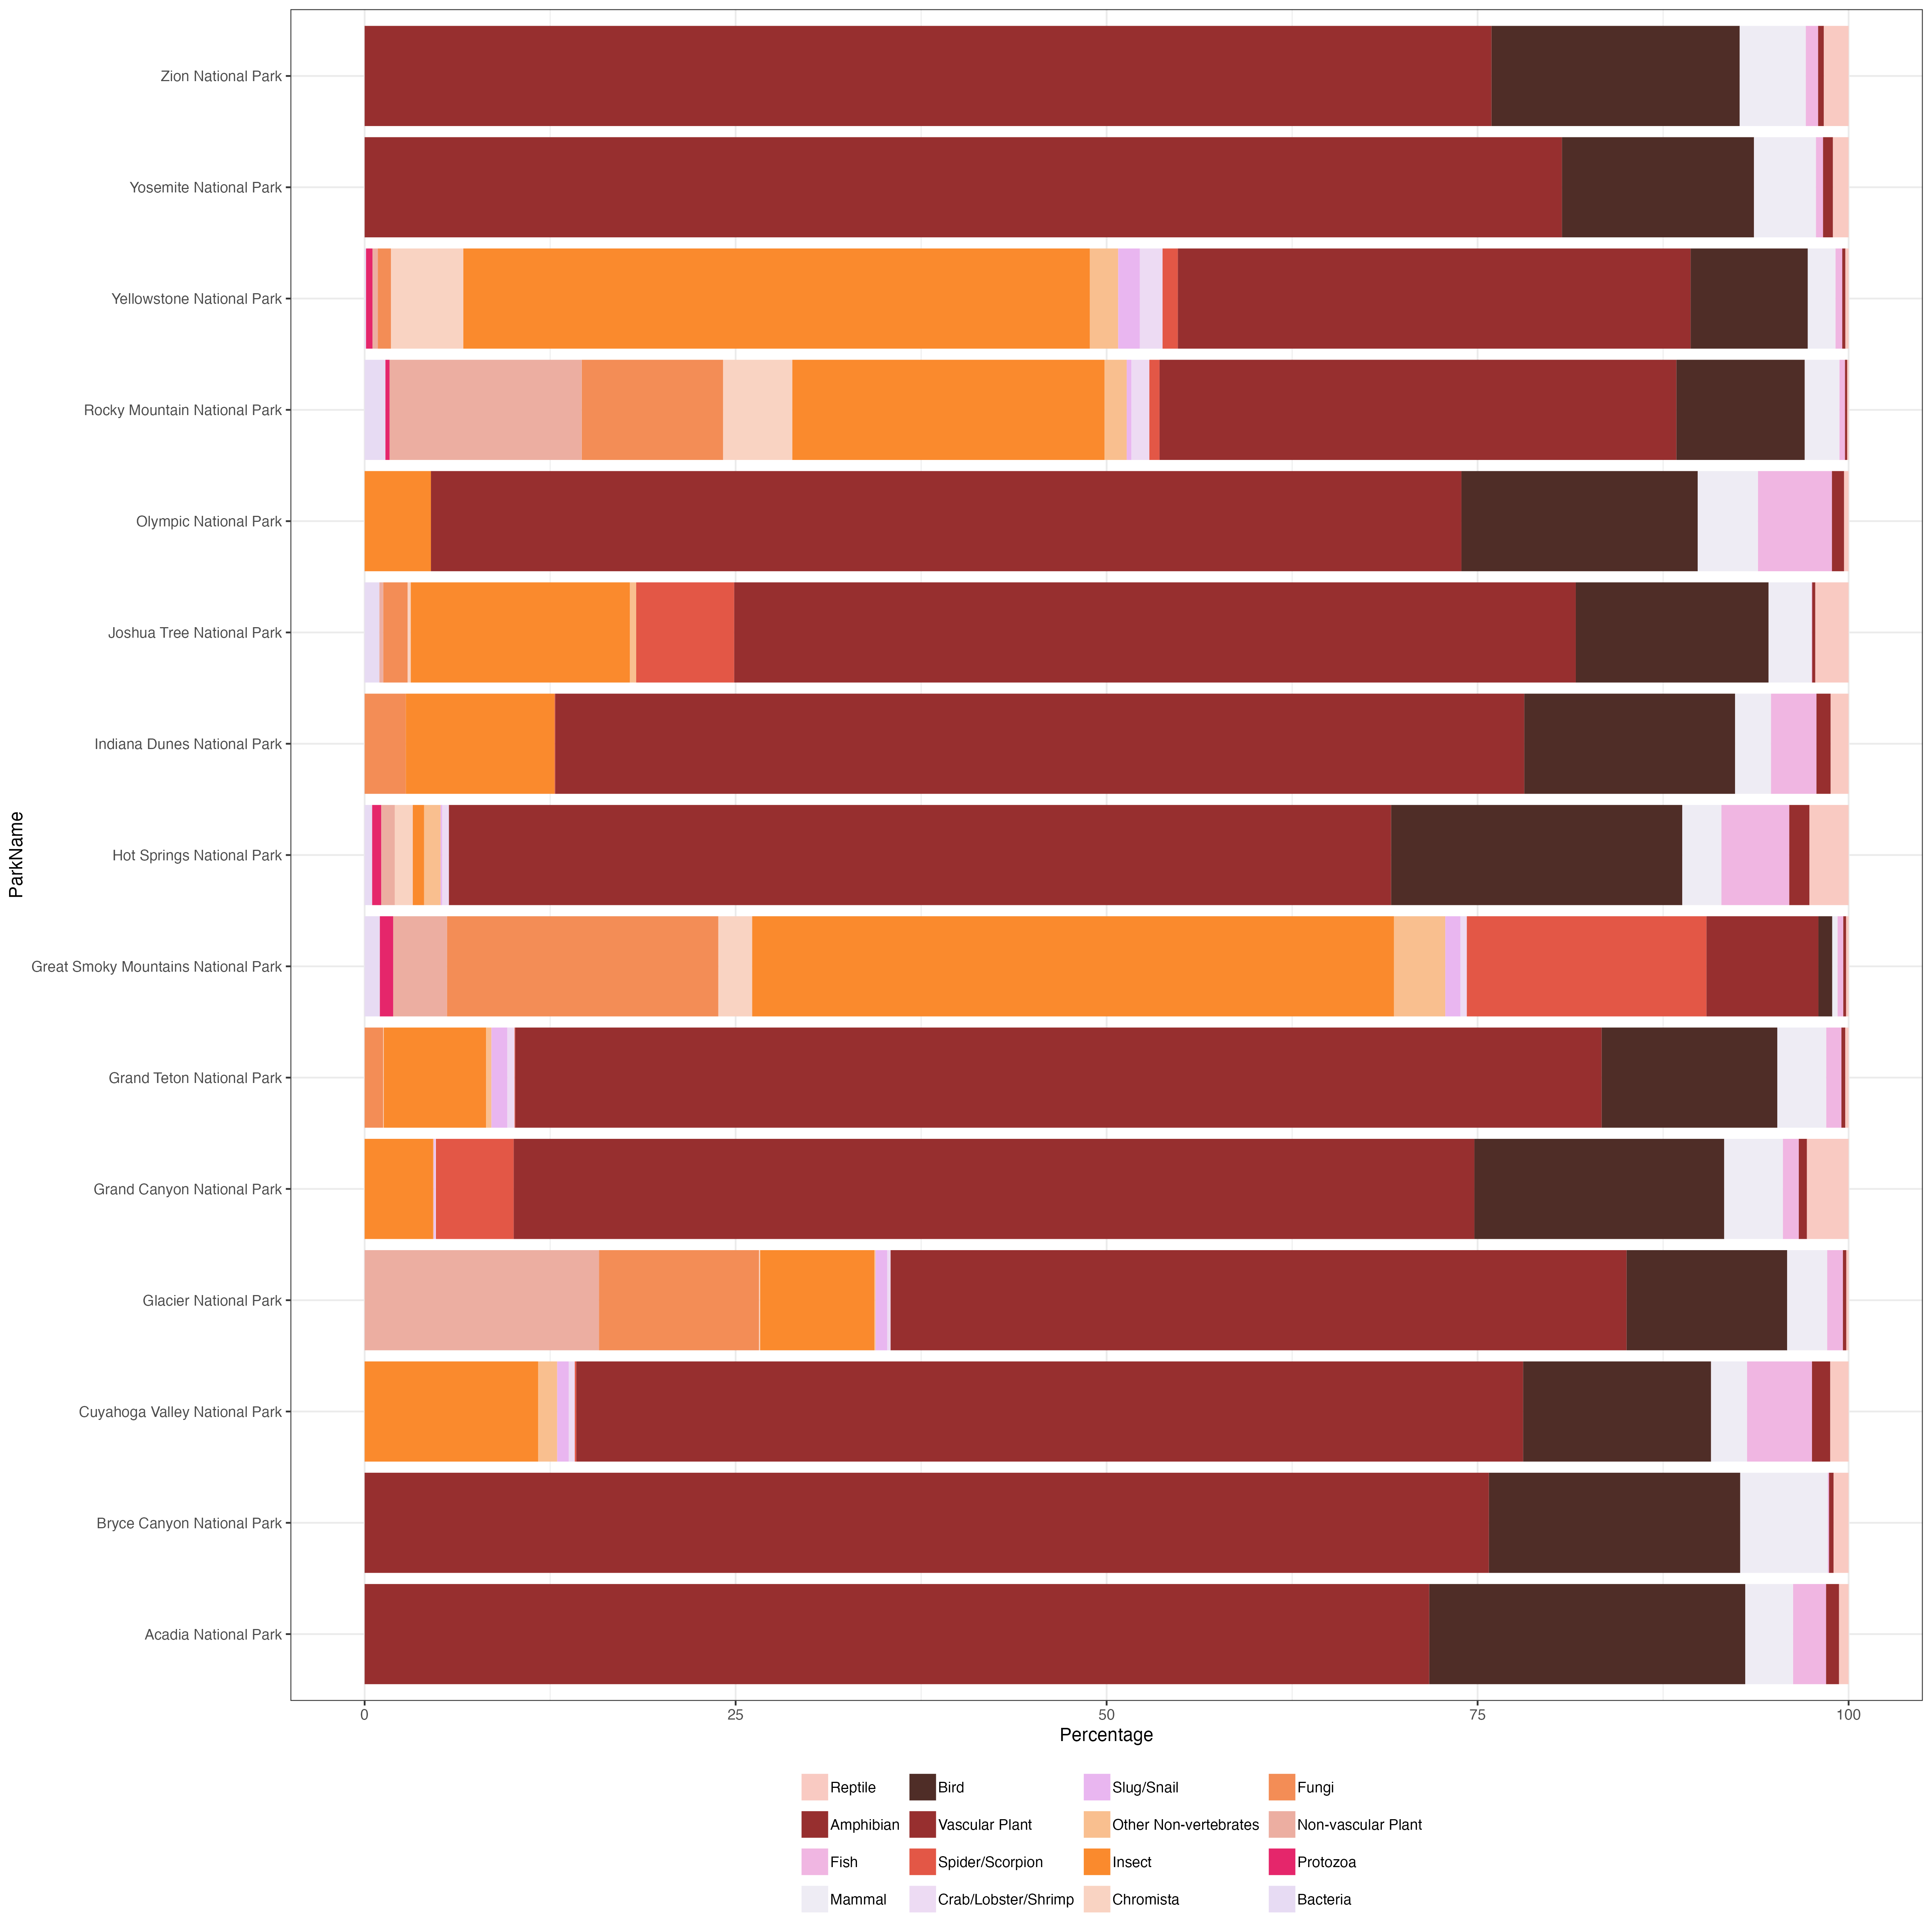 ParkName
Zion National Park
Yosemite National Park
Yellowstone National Park
Rocky Mountain National Park
Olympic National Park
Joshua Tree National Park
Indiana Dunes National Park
Hot Springs National Park
Great Smoky Mountains National Park
Grand Teton National Park
Grand Canyon National Park
Glacier National Park
Cuyahoga Valley National Park
Bryce Canyon National Park
Acadia National Park
0 25 50 75 100
Percentage
Reptile Bird Slug/Snail Fungi
Amphibian Vascular Plant Other Non-vertebrates Non-vascular Plant
Fish Spider/Scorpion Insect Protozoa
Mammal Crab/Lobster/Shrimp Chromista Bacteria